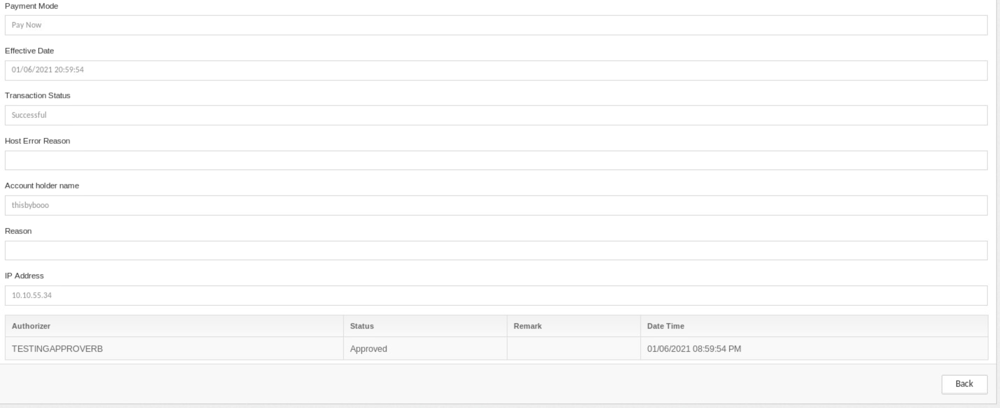 Payment Mode
Pay Now
Effective Date
01/06/2021 20:59:54
Transaction Status
Successful
Host Error Reason
Account holder name
thisbybooo
Reason
IP Address
10.10.55.34
Authorizer Status Remark Date Time
TESTINGAPPROVERB Approved 01/06/2021 08:59:54 PM
Back